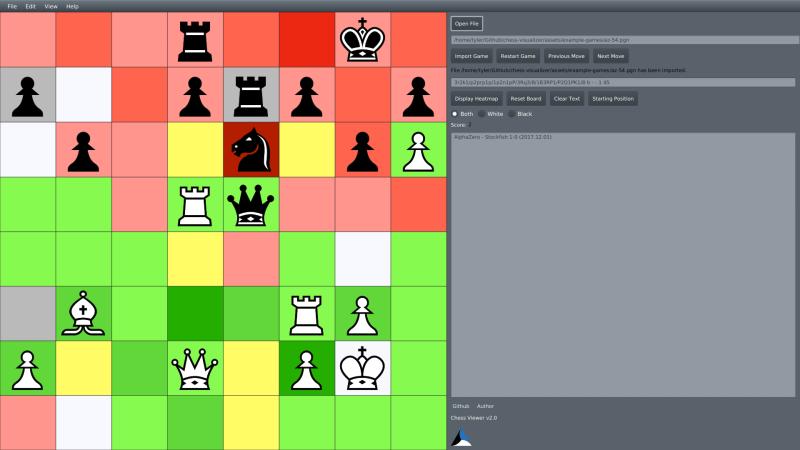 File Edit View Help
Open File
/home/tyler/Github/chess-visualizer/assets/example-games/az-54.pgn
Import Game Restart Game Previous Move Next Move
File /home/tyler/Github/chess-visualizer/assets/example-games/az-54.pgn has been imported.
Display Heatmap Reset Board Clear Text Starting Position
Both White Black
Score:
AlphaZero - Stockfish 1-0 (2017.12.01)
Github Author
Chess Viewer v2.0